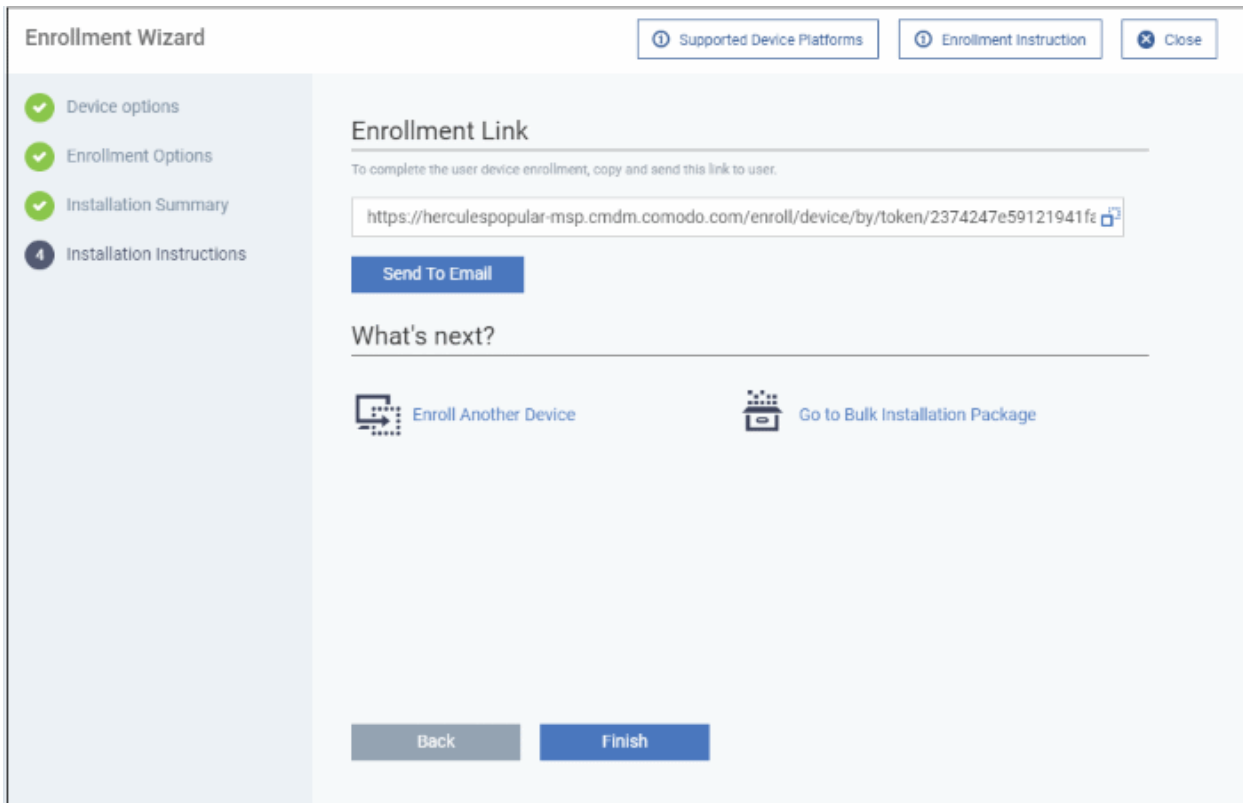 Enrollment Wizard
Supported Device Platforms
Enrollment Instruction
Close
Device options
Enrollment Options
Installation Summary
4 Installation Instructions
Enrollment Link
To complete the user device enrollment, copy and send this link to user.
https://herculespopular-msp.cmdm.comodo.com/enroll/device/by/token/2374247e59121941fa
Send To Email
What's next?
Enroll Another Device
Go to Bulk Installation Package
Back
Finish